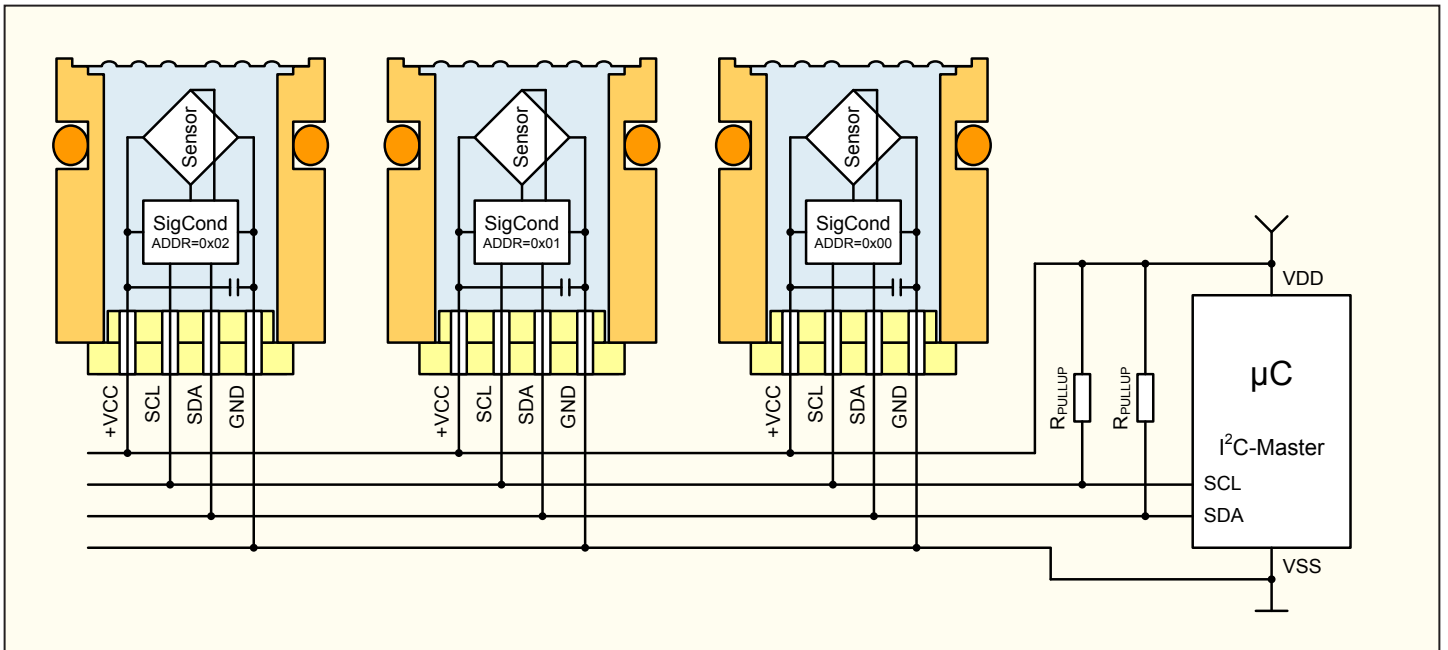 Sensor
SigCond
ADDR=0x02
+VCC
SCL
SDA
GND
Sensor
SigCond
ADDR=0x01
+VCC
SCL
SDA
GND
Sensor
SigCond
ADDR=0x00
+VCC
SCL
SDA
GND
RPULLUP
RPULLUP
VDD
µC
I²C-Master
SCL
SDA
VSS